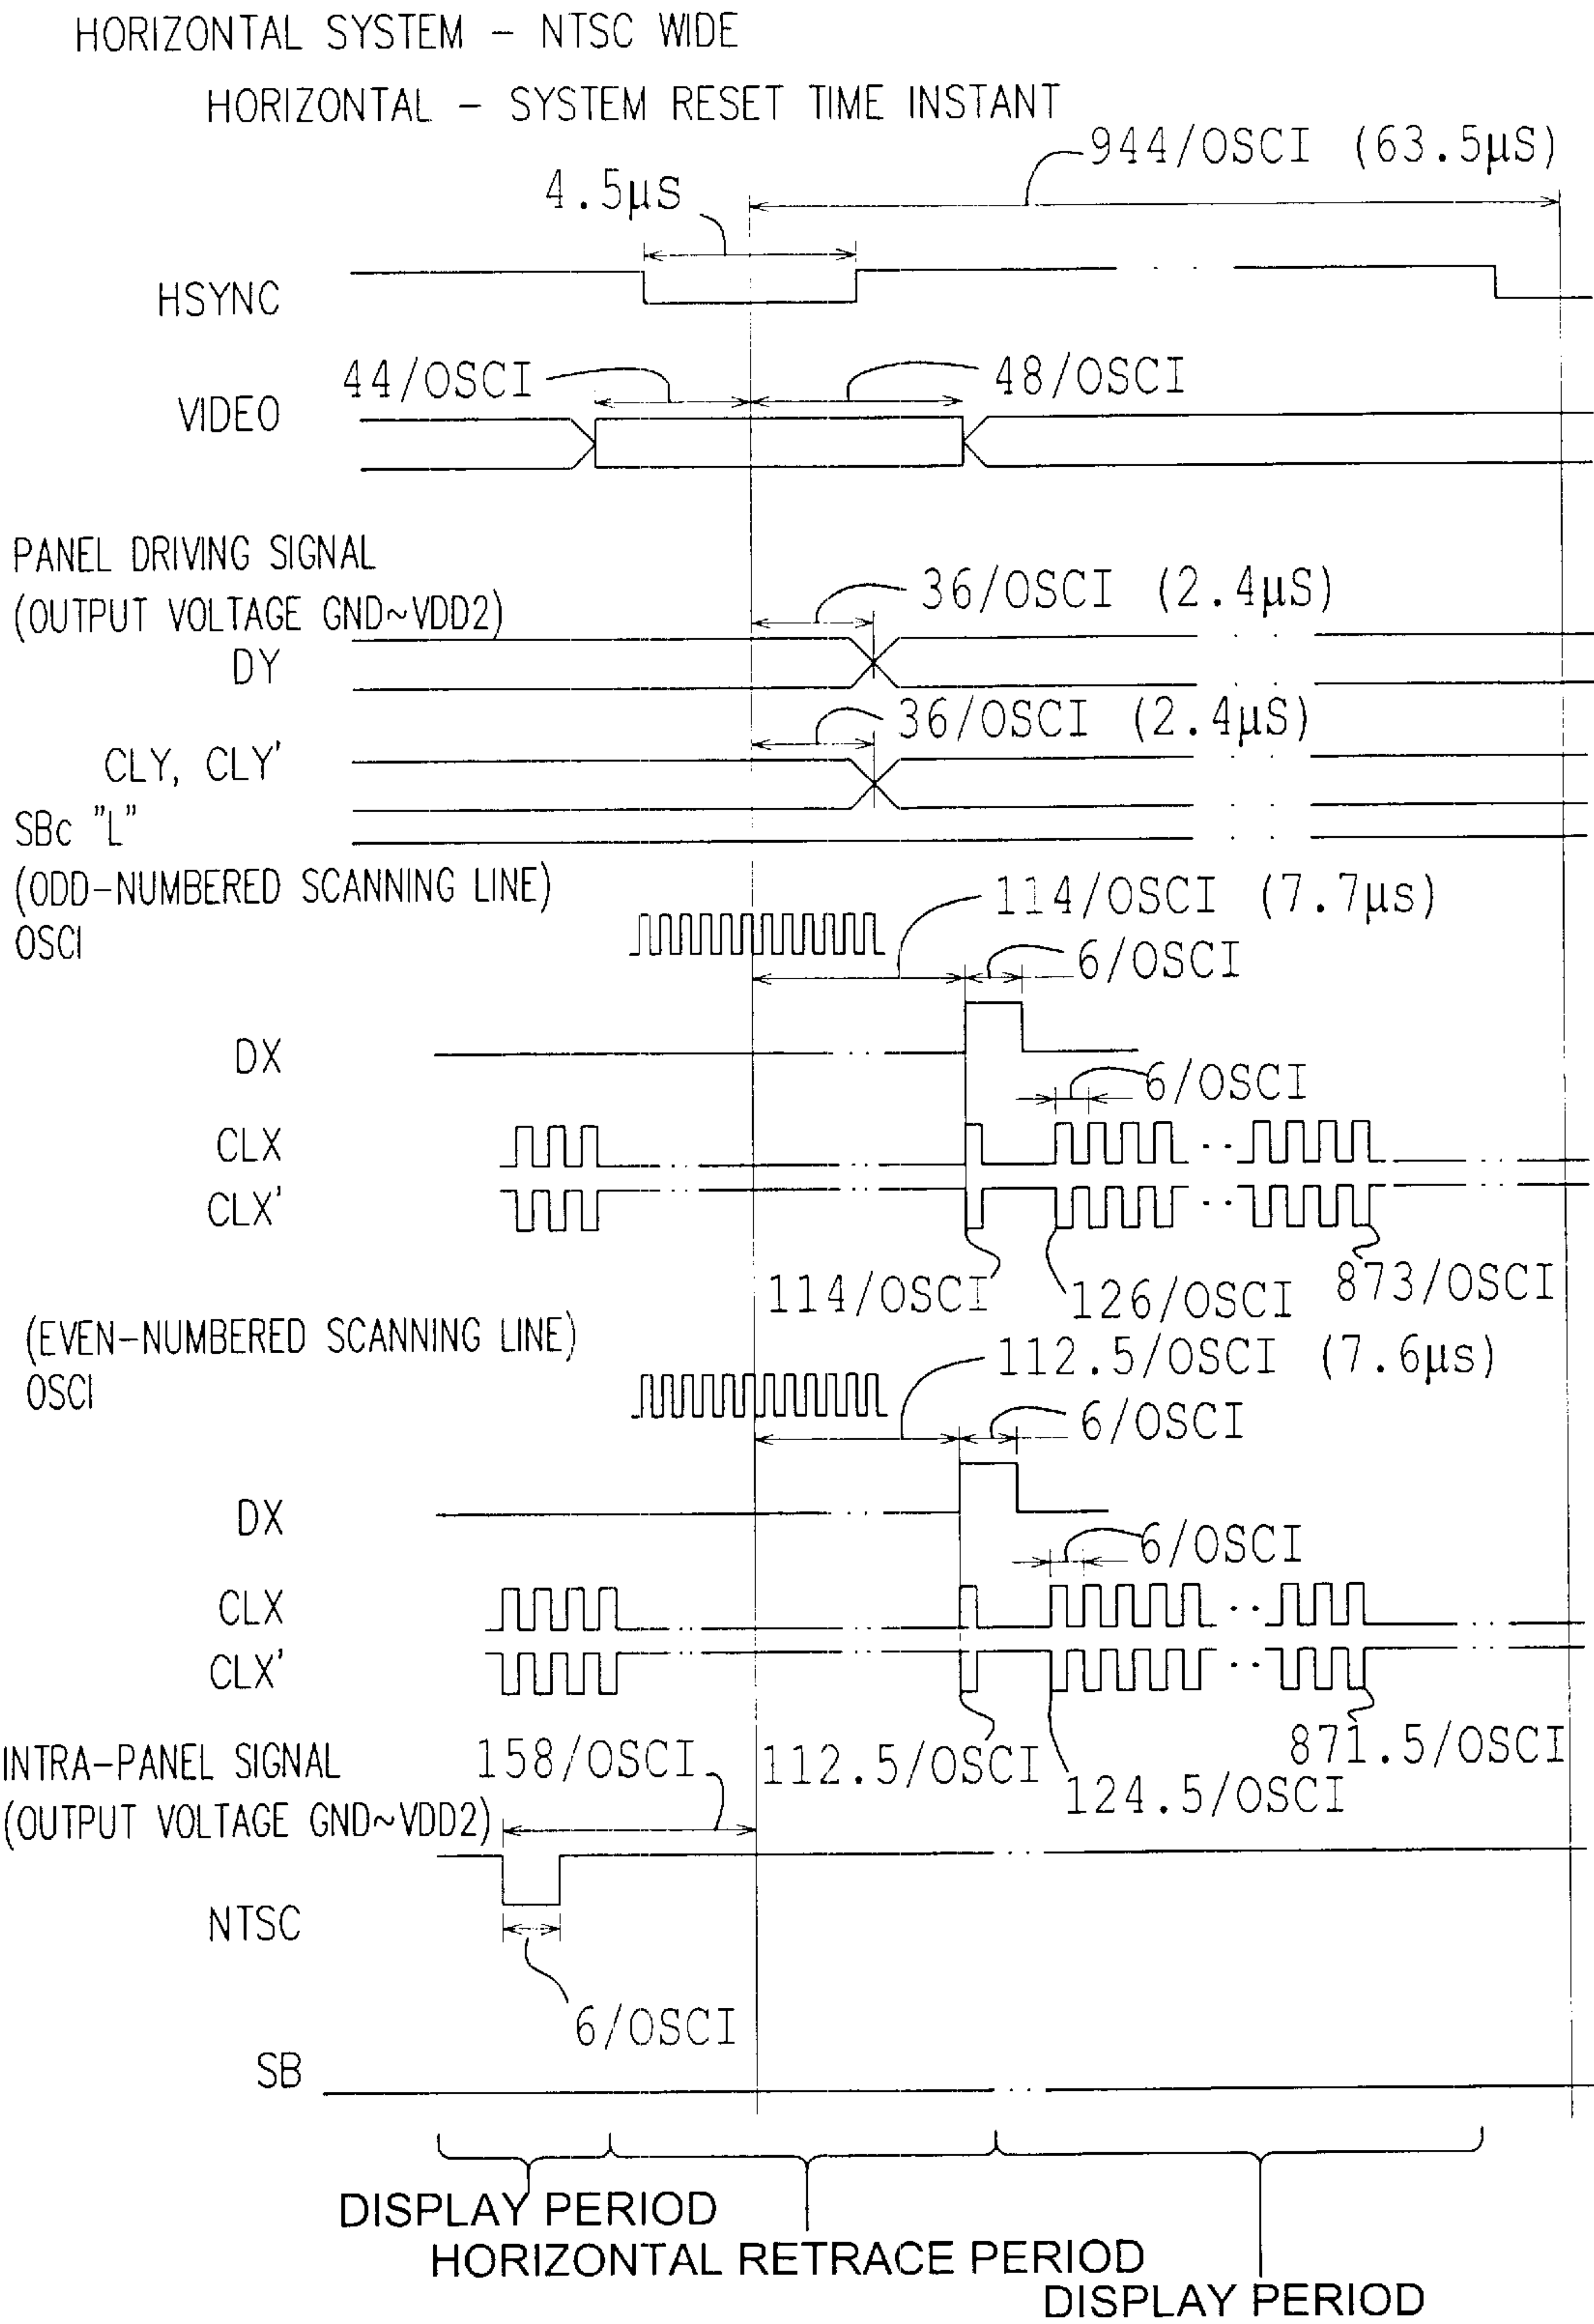 HORIZONTAL SYSTEM - NTSC WIDE
HORIZONTAL - SYSTEM RESET TIME INSTANT
944/OSCI (63.5μS)
4.5μS
HSYNC
44/OSCI
48/OSCI
VIDEO
PANEL DRIVING SIGNAL
(OUTPUT VOLTAGE GND~VDD2)
36/OSCI (2.4μS)
DY
36/OSCI (2.4μS)
CLY, CLY'
SBc "L"
(ODD-NUMBERED SCANNING LINE)
114/OSCI (7.7μs)
OSCI
6/OSCI
DX
6/OSCI
CLX
CLX'
114/OSCI
126/OSCI
873/OSCI
(EVEN-NUMBERED SCANNING LINE)
112.5/OSCI (7.6μs)
OSCI
6/OSCI
DX
6/OSCI
CLX
CLX'
INTRA-PANEL SIGNAL
158/OSCI
112.5/OSCI
124.5/OSCI
871.5/OSCI
(OUTPUT VOLTAGE GND~VDD2)
NTSC
6/OSCI
SB
DISPLAY PERIOD
HORIZONTAL RETRACE PERIOD
DISPLAY PERIOD